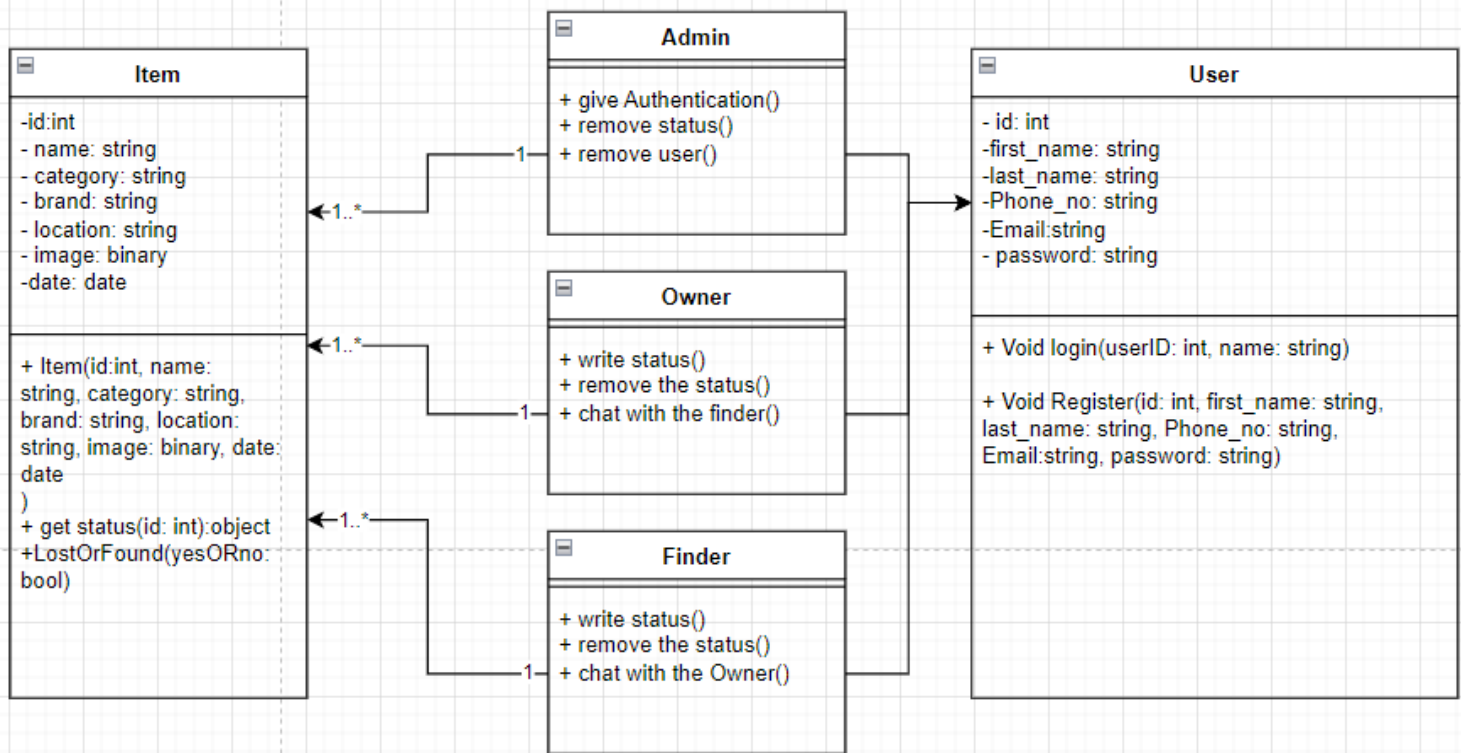 Item
-id:int
- name: string
- category: string
- brand: string
- location: string
- image: binary
-date: date
+ Item(id:int, name:
string, category: string,
brand: string, location:
string, image: binary, date:
date
)
+ get status(id: int):object
+LostOrFound(yesORno:
bool)
Admin
+ give Authentication()
+ remove status()
+ remove user()
1
1..*
Owner
+ write status()
+ remove the status()
+ chat with the finder()
1
1..*
Finder
+ write status()
+ remove the status()
+ chat with the Owner()
1
1..*
User
- id: int
-first_name: string
-last_name: string
-Phone_no: string
-Email:string
- password: string
+ Void login(userID: int, name: string)
+ Void Register(id: int, first_name: string,
last_name: string, Phone_no: string,
Email:string, password: string)